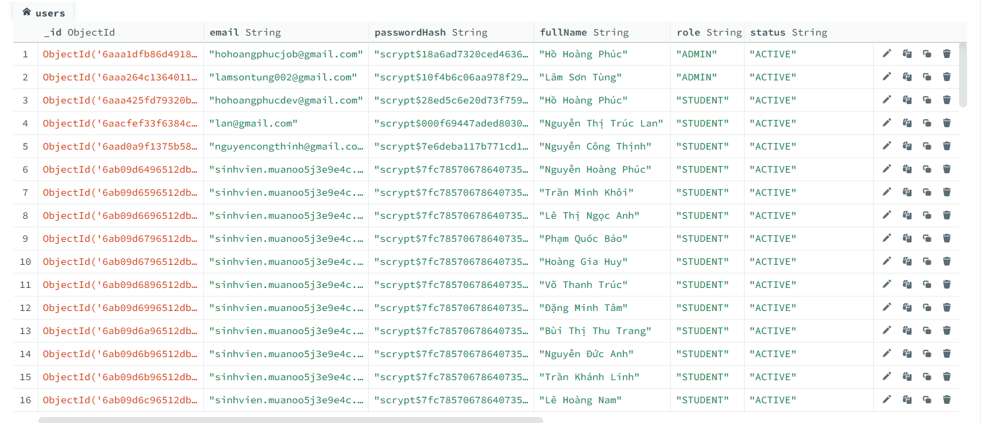 users
_id ObjectId email String passwordHash String fullName String role String status String
1 ObjectId('6aaa1dfb86d4918… "hohoangphucjob@gmail.com" "scrypt$18a6ad7320ced4636… "Hồ Hoàng Phúc" "ADMIN" "ACTIVE"
2 ObjectId('6aaa264c1364011… "lamsontung002@gmail.com" "scrypt$10f4b6c06aa978f29… "Lâm Sơn Tùng" "ADMIN" "ACTIVE"
3 ObjectId('6aaa425fd79320b… "hohoangphucdev@gmail.com" "scrypt$28ed5c6e20d73f759… "Hồ Hoàng Phúc" "STUDENT" "ACTIVE"
4 ObjectId('6aacfef33f6384c… "lan@gmail.com" "scrypt$000f69447aded8030… "Nguyễn Thị Trúc Lan" "STUDENT" "ACTIVE"
5 ObjectId('6aad0a9f1375b58… "nguyencongthinh@gmail.co… "scrypt$7e6deba117b771cd1… "Nguyễn Công Thịnh" "STUDENT" "ACTIVE"
6 ObjectId('6ab09d6496512db… "sinhvien.muanoo5j3e9e4c.… "scrypt$7fc78570678640735… "Nguyễn Hoàng Phúc" "STUDENT" "ACTIVE"
7 ObjectId('6ab09d6596512db… "sinhvien.muanoo5j3e9e4c.… "scrypt$7fc78570678640735… "Trần Minh Khôi" "STUDENT" "ACTIVE"
8 ObjectId('6ab09d6696512db… "sinhvien.muanoo5j3e9e4c.… "scrypt$7fc78570678640735… "Lê Thị Ngọc Anh" "STUDENT" "ACTIVE"
9 ObjectId('6ab09d6796512db… "sinhvien.muanoo5j3e9e4c.… "scrypt$7fc78570678640735… "Phạm Quốc Bảo" "STUDENT" "ACTIVE"
10 ObjectId('6ab09d6796512db… "sinhvien.muanoo5j3e9e4c.… "scrypt$7fc78570678640735… "Hoàng Gia Huy" "STUDENT" "ACTIVE"
11 ObjectId('6ab09d6896512db… "sinhvien.muanoo5j3e9e4c.… "scrypt$7fc78570678640735… "Võ Thanh Trúc" "STUDENT" "ACTIVE"
12 ObjectId('6ab09d6996512db… "sinhvien.muanoo5j3e9e4c.… "scrypt$7fc78570678640735… "Đặng Minh Tâm" "STUDENT" "ACTIVE"
13 ObjectId('6ab09d6a96512db… "sinhvien.muanoo5j3e9e4c.… "scrypt$7fc78570678640735… "Bùi Thị Thu Trang" "STUDENT" "ACTIVE"
14 ObjectId('6ab09d6b96512db… "sinhvien.muanoo5j3e9e4c.… "scrypt$7fc78570678640735… "Nguyễn Đức Anh" "STUDENT" "ACTIVE"
15 ObjectId('6ab09d6b96512db… "sinhvien.muanoo5j3e9e4c.… "scrypt$7fc78570678640735… "Trần Khánh Linh" "STUDENT" "ACTIVE"
16 ObjectId('6ab09d6c96512db… "sinhvien.muanoo5j3e9e4c.… "scrypt$7fc78570678640735… "Lê Hoàng Nam" "STUDENT" "ACTIVE"